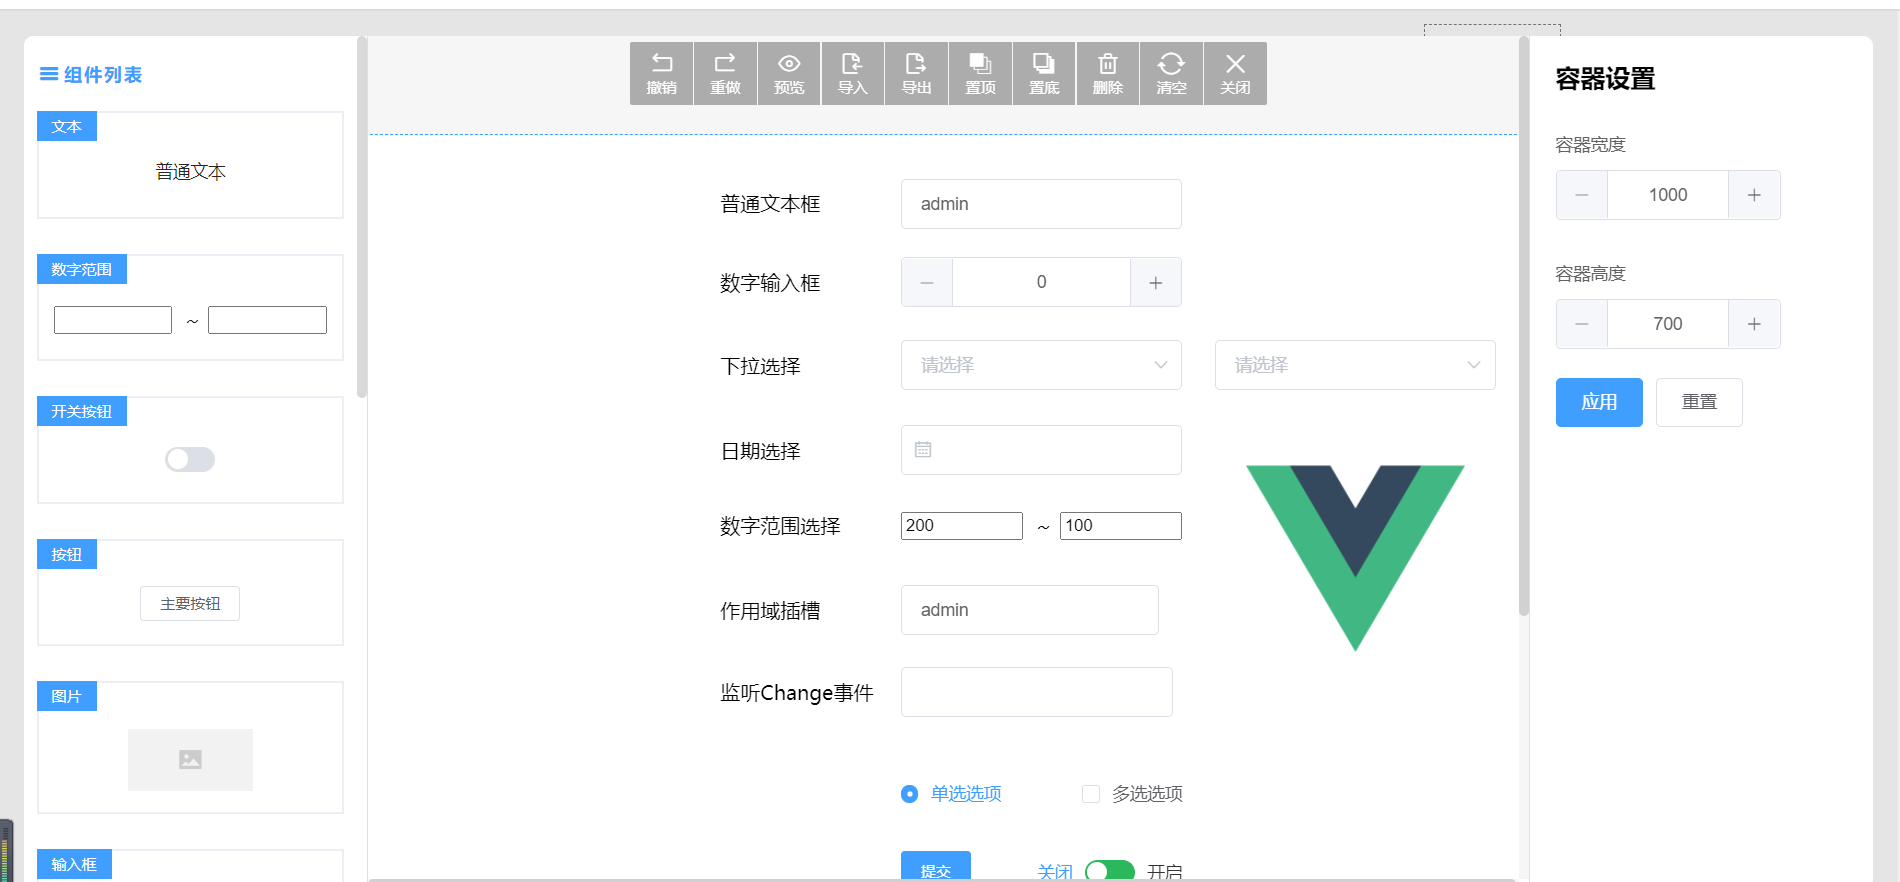 组件列表
文本
普通文本
数字范围
~
开关按钮
按钮
主要按钮
图片
输入框
撤销 重做 预览 导入 导出 置顶 置底 删除 清空 关闭
普通文本框 admin
数字输入框 0
下拉选择 请选择 请选择
日期选择
数字范围选择 200 ~ 100
作用域插槽 admin
监听Change事件
单选选项 多选选项
提交 关闭 开启
容器设置
容器宽度
1000
容器高度
700
应用 重置